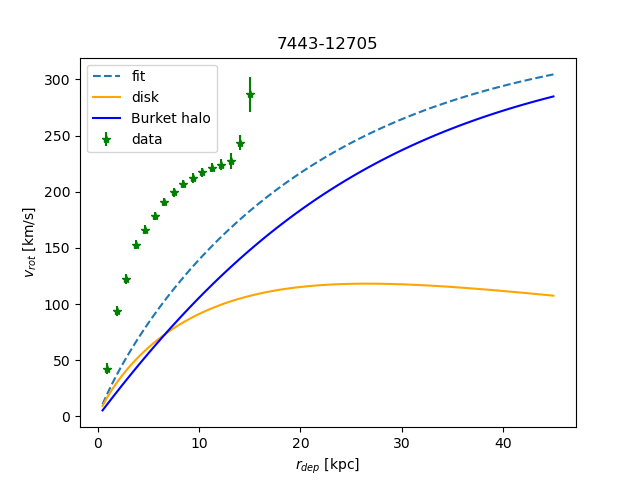 7443-12705
fit
disk
Burket halo
data
300
250
200
150
100
50
0
v_rot [km/s]
0 10 20 30 40
r_dep [kpc]